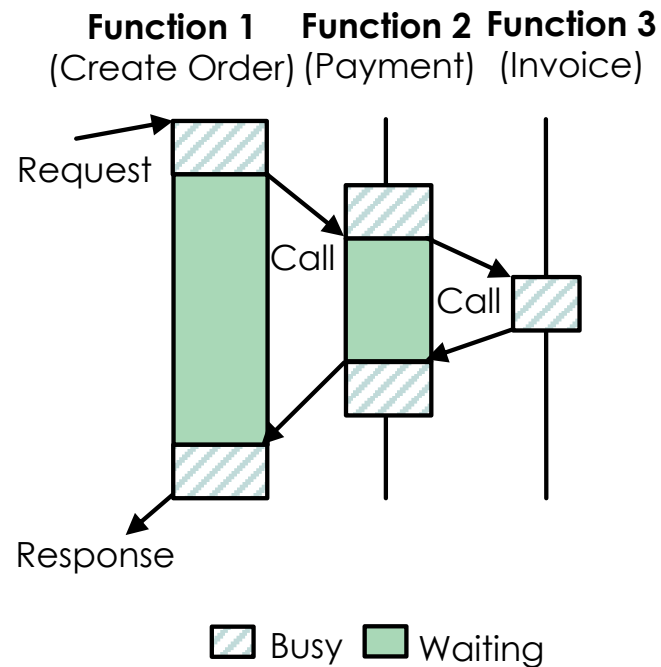 Function 1 Function 2 Function 3
(Create Order) (Payment) (Invoice)
Request
Call
Call
Response
Busy Waiting